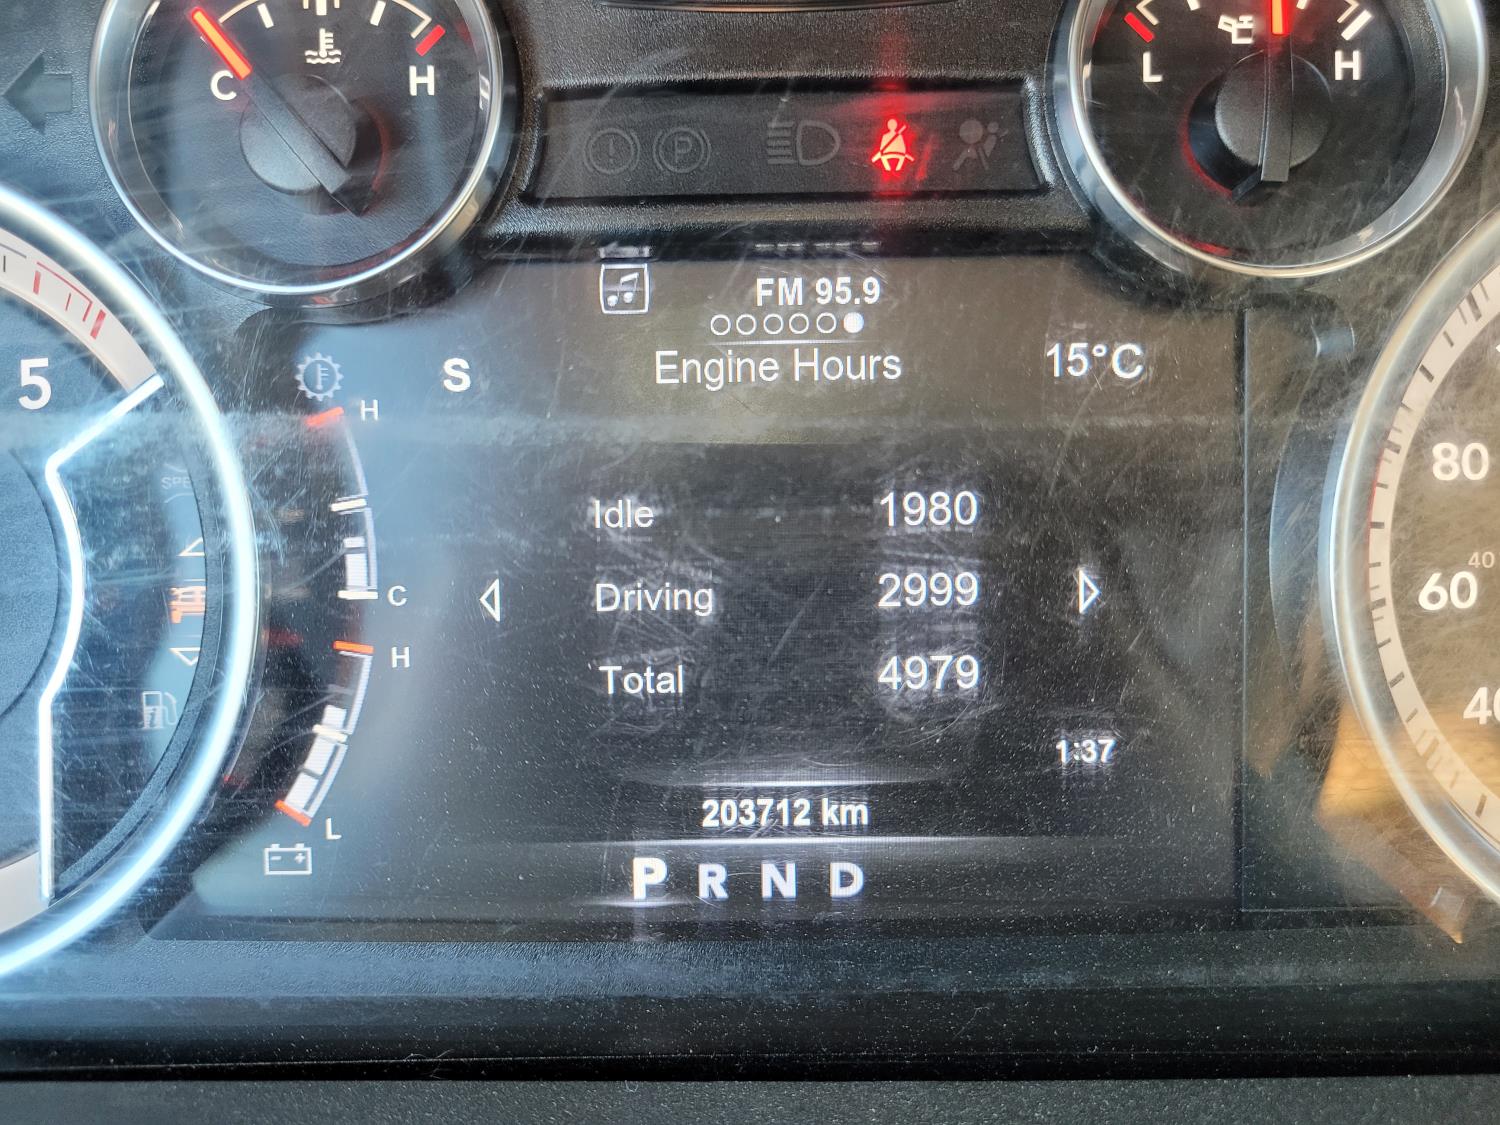 C H
L H
P
FM 95.9
S Engine Hours 15°C
5
H
80
Idle 1980
40
Driving 2999
C
60
H
Total 4979
1:37
203712 km
L
P R N D